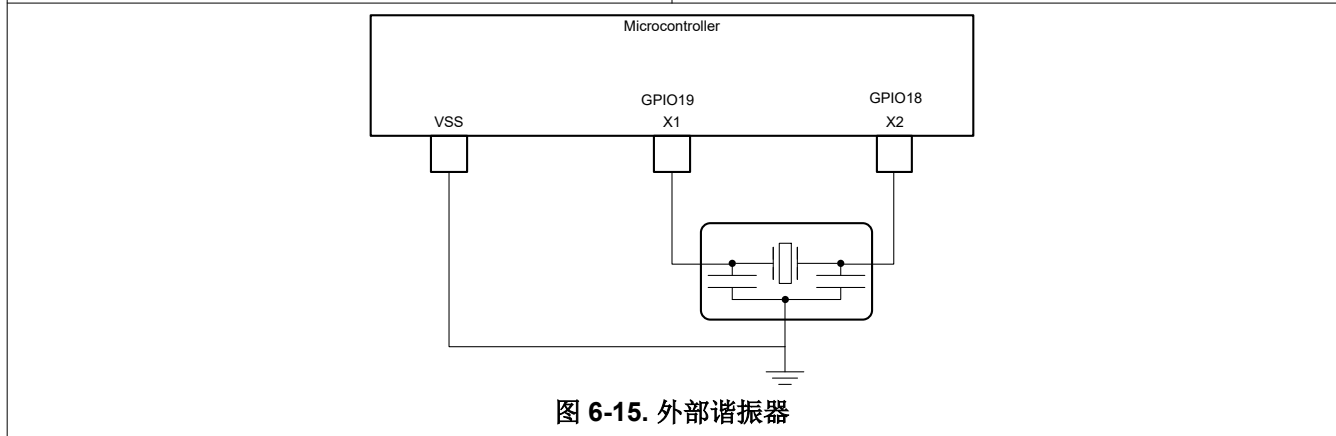 Microcontroller
GPIO19
GPIO18
VSS
X1
X2
图 6-15. 外部谐振器